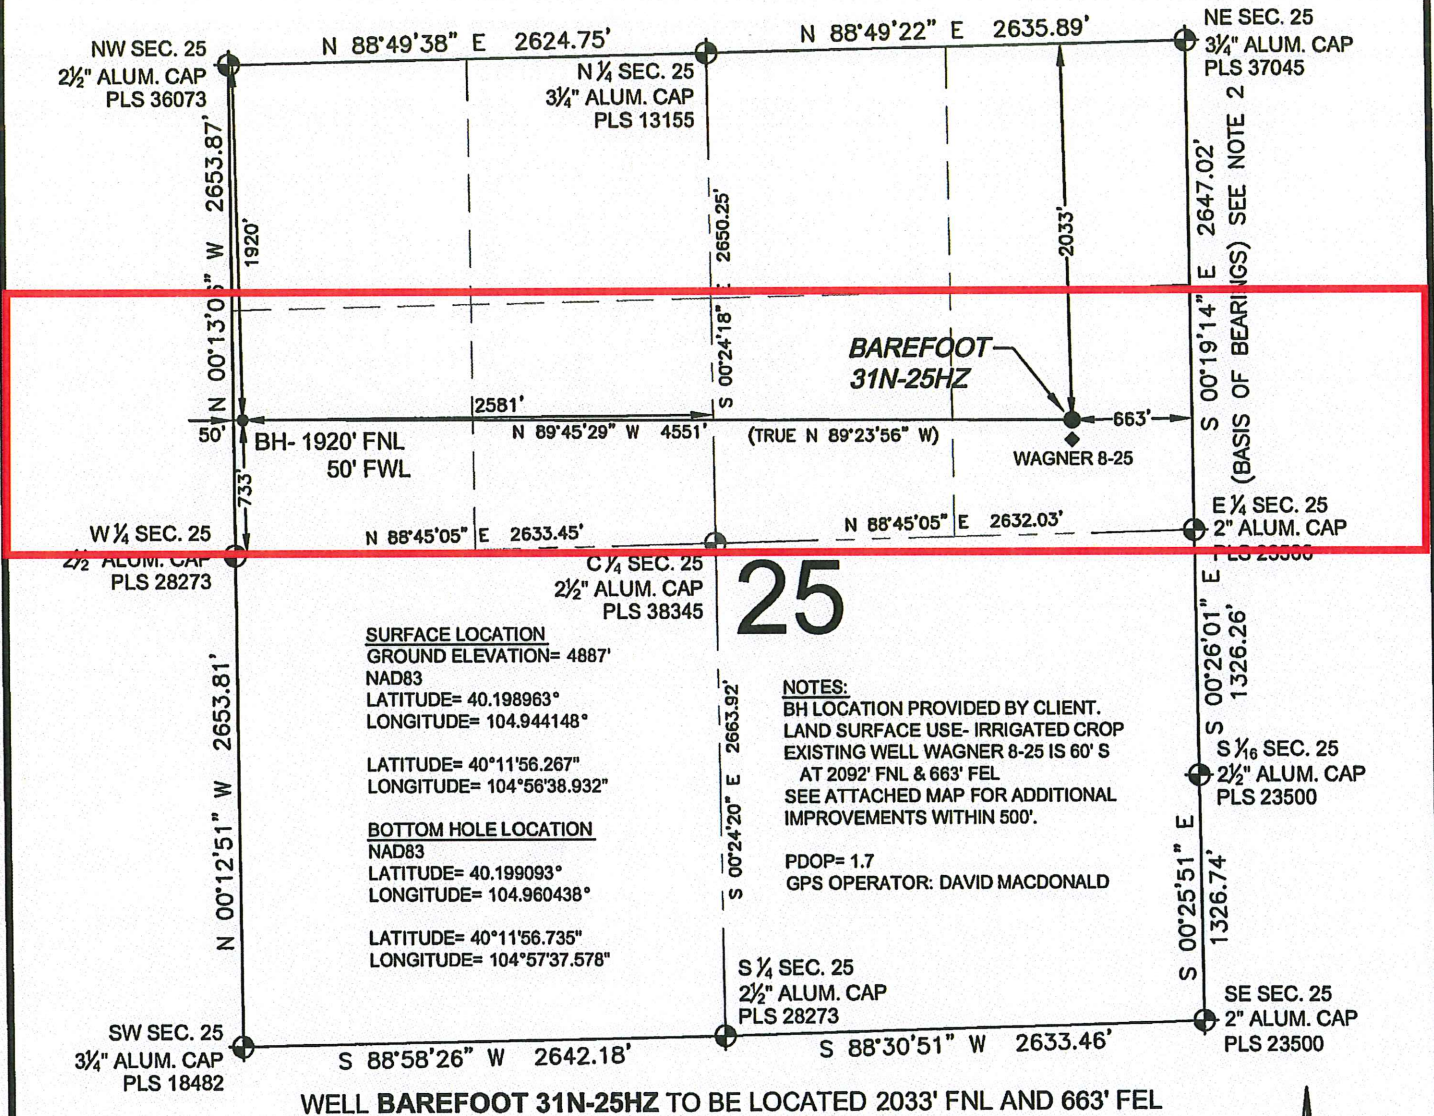 NW SEC. 25
2½" ALUM. CAP
PLS 36073
N 88°49'38" E 2624.75'
N ¼ SEC. 25
3¼" ALUM. CAP
PLS 13155
N 88°49'22" E 2635.89'
NE SEC. 25
3¼" ALUM. CAP
PLS 37045
N 00°13'06" W 2653.87'
1920'
S 00°24'18" E 2650.25'
2033'
S 00°19'14" E 2647.02'
(BASIS OF BEARINGS) SEE NOTE 2
BAREFOOT
31N-25HZ
2581'
50'
BH- 1920' FNL
50' FWL
N 89°45'29" W 4551'
(TRUE N 89°23'56" W)
663'
WAGNER 8-25
733'
W ¼ SEC. 25
2½" ALUM. CAP
PLS 28273
N 88°45'05" E 2633.45'
N 88°45'05" E 2632.03'
E ¼ SEC. 25
2" ALUM. CAP
PLS 23500
C ¼ SEC. 25
2½" ALUM. CAP
PLS 38345
25
SURFACE LOCATION
GROUND ELEVATION= 4887'
NAD83
LATITUDE= 40.198963°
LONGITUDE= 104.944148°
LATITUDE= 40°11'56.267"
LONGITUDE= 104°56'38.932"
BOTTOM HOLE LOCATION
NAD83
LATITUDE= 40.199093°
LONGITUDE= 104.960438°
LATITUDE= 40°11'56.735"
LONGITUDE= 104°57'37.578"
N 00°12'51" W 2653.81'
S 00°24'20" E 2663.92'
NOTES:
BH LOCATION PROVIDED BY CLIENT.
LAND SURFACE USE- IRRIGATED CROP
EXISTING WELL WAGNER 8-25 IS 60' S
AT 2092' FNL & 663' FEL
SEE ATTACHED MAP FOR ADDITIONAL
IMPROVEMENTS WITHIN 500'.
PDOP= 1.7
GPS OPERATOR: DAVID MACDONALD
S 00°26'01" E
1326.26'
S 1⁄16 SEC. 25
2½" ALUM. CAP
PLS 23500
S 00°25'51" E
1326.74'
SW SEC. 25
3¼" ALUM. CAP
PLS 18482
S 88°58'26" W 2642.18'
S ¼ SEC. 25
2½" ALUM. CAP
PLS 28273
S 88°30'51" W 2633.46'
SE SEC. 25
2" ALUM. CAP
PLS 23500
WELL BAREFOOT 31N-25HZ TO BE LOCATED 2033' FNL AND 663' FEL